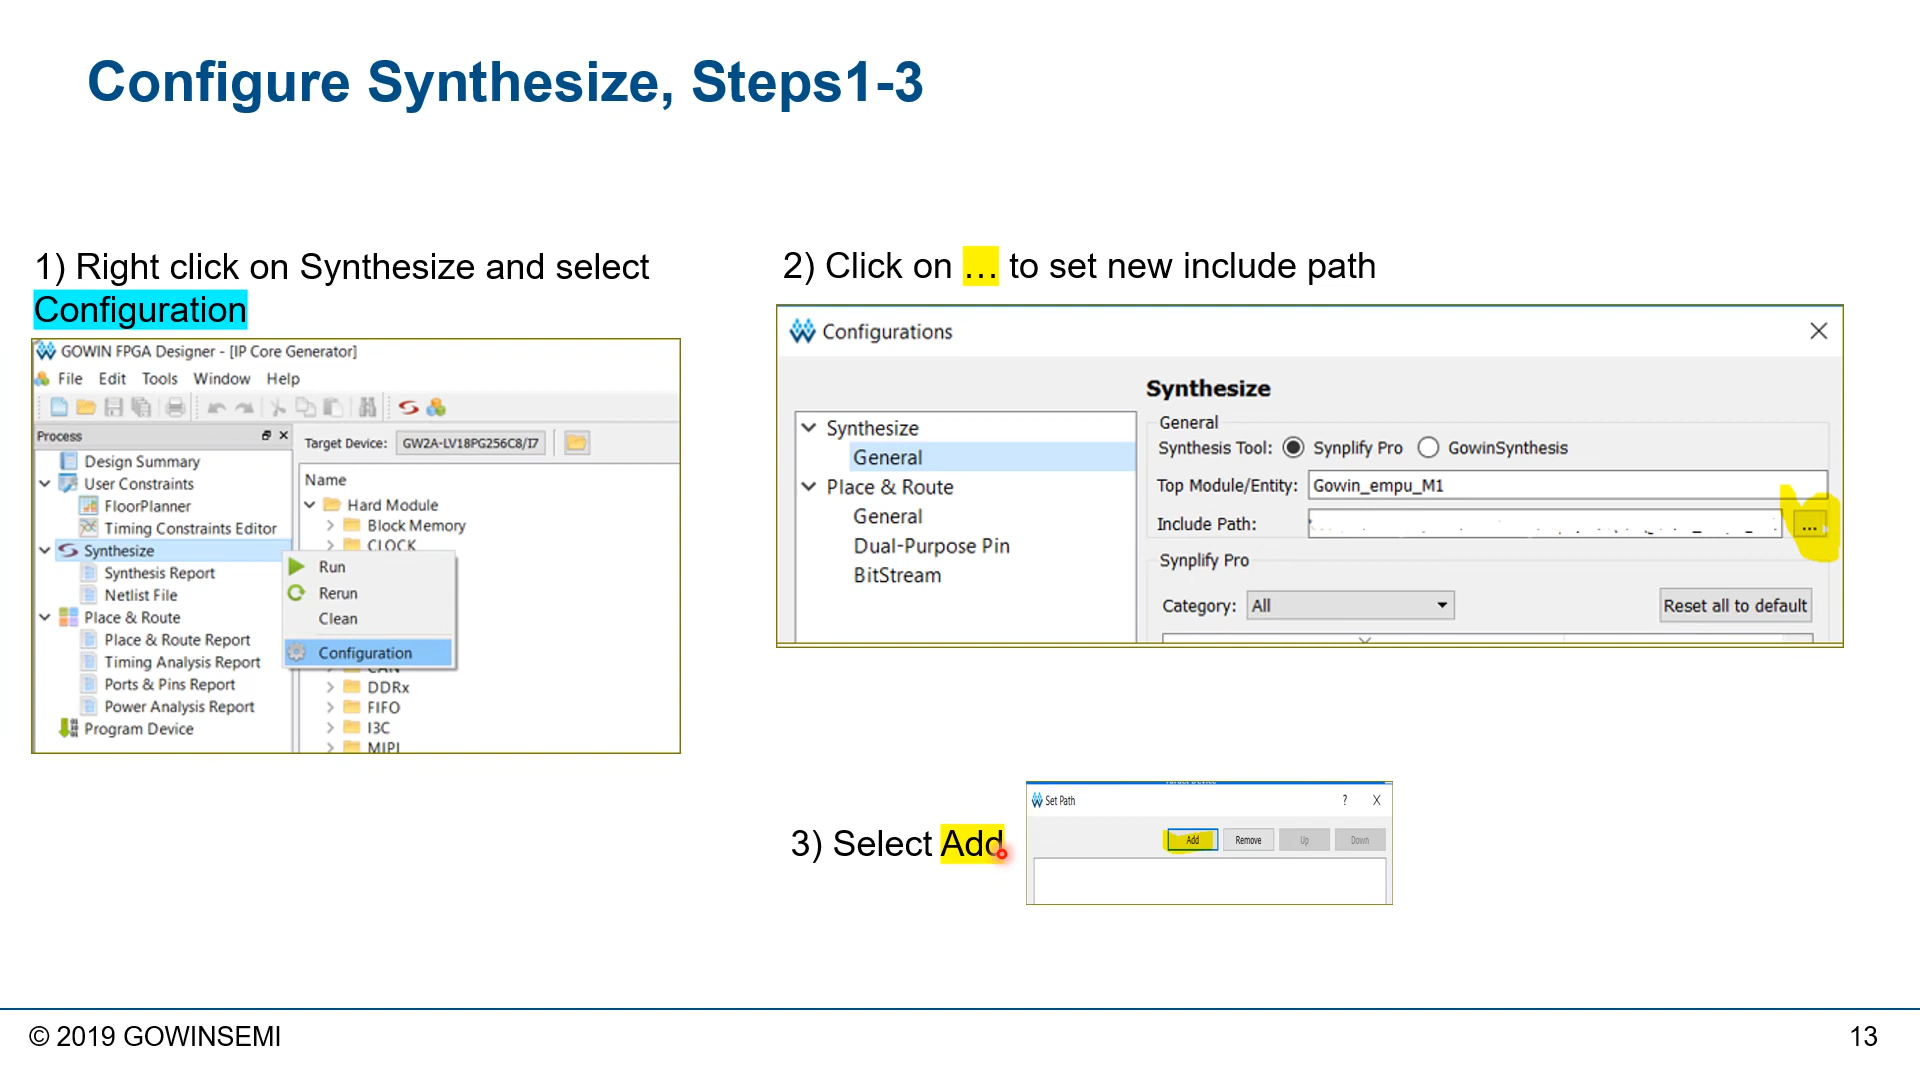 Configure Synthesize, Steps1-3
1) Right click on Synthesize and select
Configuration
GOWIN FPGA Designer - [IP Core Generator]
File Edit Tools Window Help
Process
Target Device: GW2A-LV18PG256C8/I7
Design Summary
User Constraints
FloorPlanner
Timing Constraints Editor
Synthesize
Synthesis Report
Netlist File
Place & Route
Place & Route Report
Timing Analysis Report
Ports & Pins Report
Power Analysis Report
Program Device
Name
Hard Module
Block Memory
CLOCK
Run
Rerun
Clean
Configuration
CAN
DDRx
FIFO
I3C
MIPI
2) Click on ... to set new include path
Configurations
Synthesize
General
Place & Route
General
Dual-Purpose Pin
BitStream
Synthesize
General
Synthesis Tool: Synplify Pro GowinSynthesis
Top Module/Entity: Gowin_empu_M1
Include Path: ...
Synplify Pro
Category: All Reset all to default
3) Select Add
Set Path ? X
Add Remove Up Down
© 2019 GOWINSEMI
13